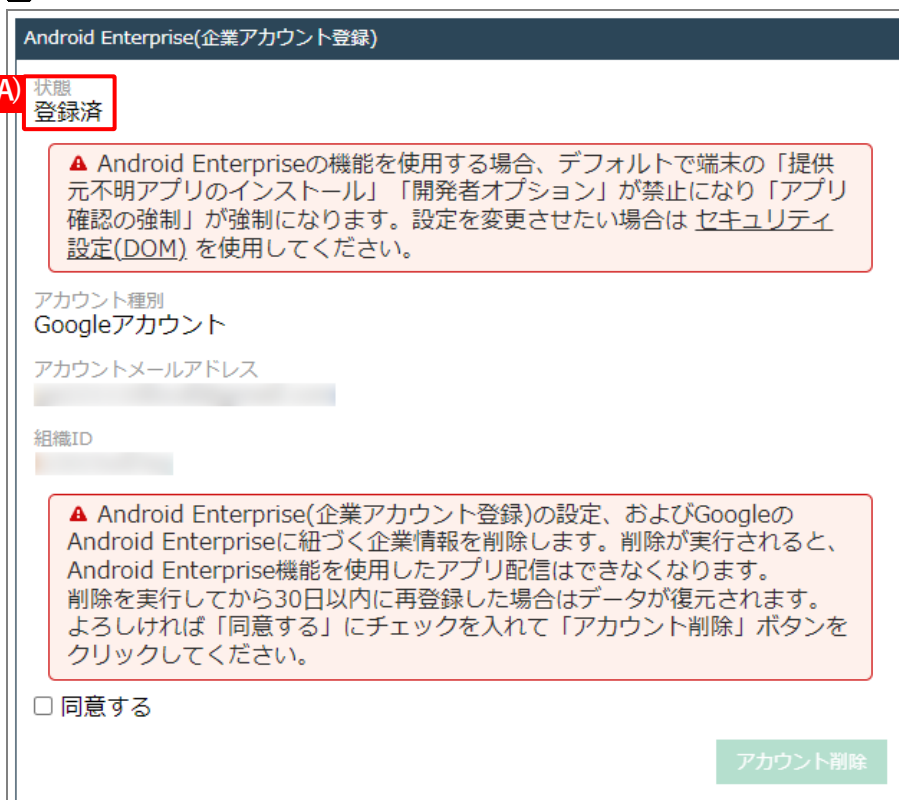 Android Enterprise(企業アカウント登録)
A)
状態
登録済
Android Enterpriseの機能を使用する場合、デフォルトで端末の「提供
元不明アプリのインストール」「開発者オプション」が禁止になり「アプリ
確認の強制」が強制になります。設定を変更させたい場合は セキュリティ
設定(DOM) を使用してください。
アカウント種別
Googleアカウント
アカウントメールアドレス
組織ID
Android Enterprise(企業アカウント登録)の設定、およびGoogleの
Android Enterpriseに紐づく企業情報を削除します。削除が実行されると、
Android Enterprise機能を使用したアプリ配信はできなくなります。
削除を実行してから30日以内に再登録した場合はデータが復元されます。
よろしければ「同意する」にチェックを入れて「アカウント削除」ボタンを
クリックしてください。
同意する
アカウント削除